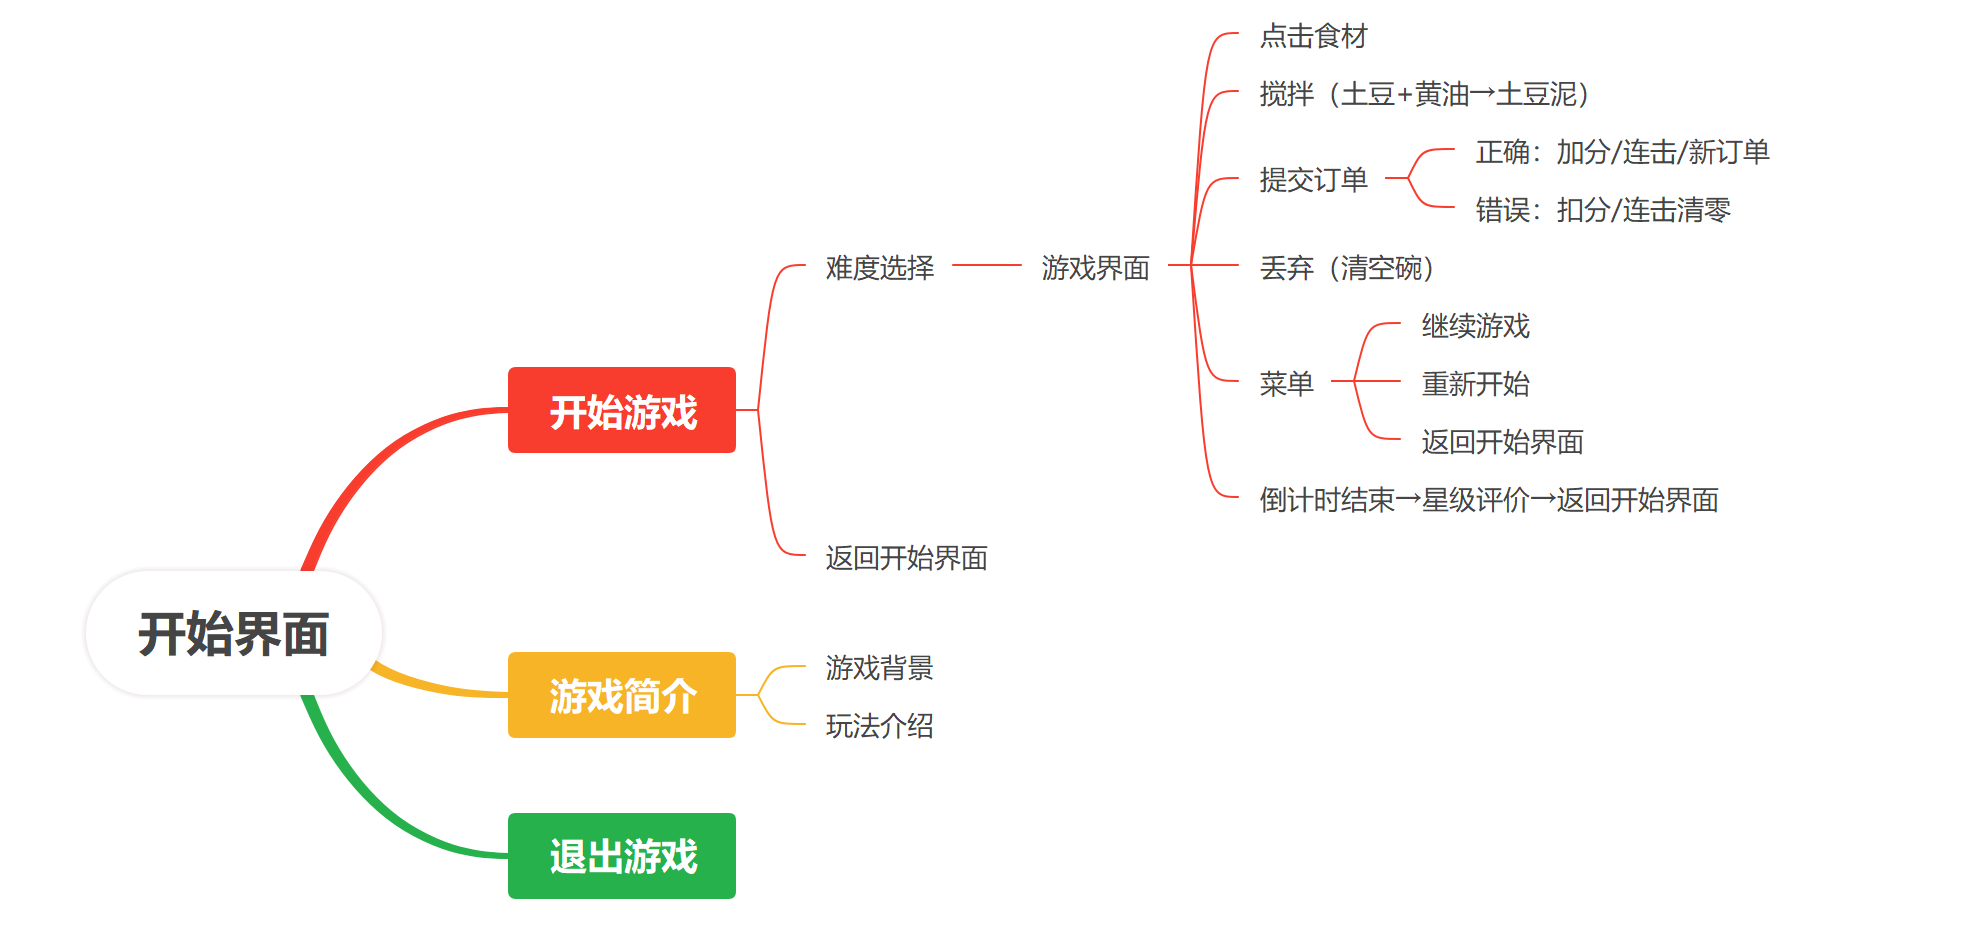 开始界面
开始游戏
难度选择
游戏界面
点击食材
搅拌（土豆+黄油→土豆泥）
提交订单
正确：加分/连击/新订单
错误：扣分/连击清零
丢弃（清空碗）
菜单
继续游戏
重新开始
返回开始界面
倒计时结束→星级评价→返回开始界面
返回开始界面
游戏简介
游戏背景
玩法介绍
退出游戏